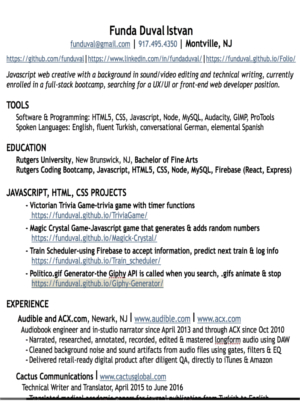 Funda Duval Istvan
funduval@gmail.com | 917.495.4350 | Montville, NJ
https://github.com/funduval | https://www.linkedin.com/in/fundaduval/ | https://funduval.github.io/Folio/
Javascript web creative with a background in sound/video editing and technical writing, currently
enrolled in a full-stack bootcamp, searching for a UX/UI or front-end web developer position.
TOOLS
Software & Programming: HTML5, CSS, Javascript, Node, MySQL, Audacity, GIMP, ProTools
Spoken Languages: English, fluent Turkish, conversational German, elemental Spanish
EDUCATION
Rutgers University, New Brunswick, NJ, Bachelor of Fine Arts
Rutgers Coding Bootcamp, Javascript, HTML5, CSS, Node, MySQL, Firebase (React, Express)
JAVASCRIPT, HTML, CSS PROJECTS
- Victorian Trivia Game-trivia game with timer functions
https://funduval.github.io/TriviaGame/
- Magic Crystal Game-Javascript game that generates & adds random numbers
https://funduval.github.io/Magick-Crystal/
- Train Scheduler-using Firebase to accept information, predict next train & log info
https://funduval.github.io/Train_scheduler/
- Politico.gif Generator-the Giphy API is called when you search, .gifs animate & stop
https://funduval.github.io/Giphy-Generator/
EXPERIENCE
Audible and ACX.com, Newark, NJ | www.audible.com | www.acx.com
Audiobook engineer and in-studio narrator since April 2013 and through ACX since Oct 2010
- Narrated, researched, annotated, recorded, edited & mastered longform audio using DAW
- Cleaned background noise and sound artifacts from audio files using gates, filters & EQ
- Delivered retail-ready digital product after diligent QA, directly to iTunes & Amazon
Cactus Communications | www.cactusglobal.com
Technical Writer and Translator, April 2015 to June 2016